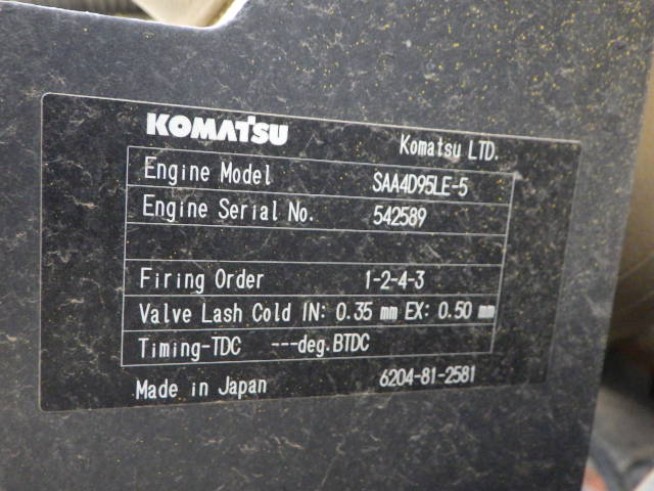 KOMATSU Komatsu LTD.
Engine Model SAA4D95LE-5
Engine Serial No. 542589
Firing Order 1-2-4-3
Valve Lash Cold IN: 0.35 mm EX: 0.50 mm
Timing-TDC ---deg.BTDC
Made in Japan 6204-81-2581